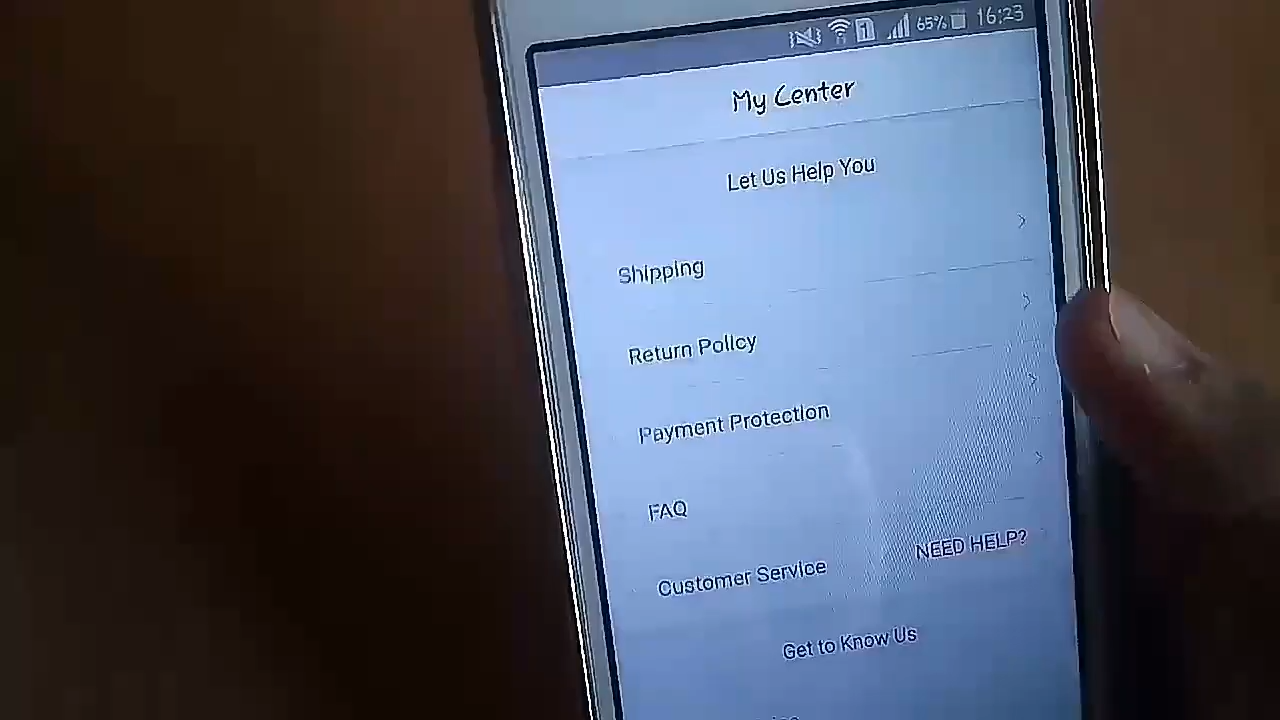 1 65% 16:23
My Center
Let Us Help You
Shipping
Return Policy
Payment Protection
FAQ
Customer Service NEED HELP?
Get to Know Us